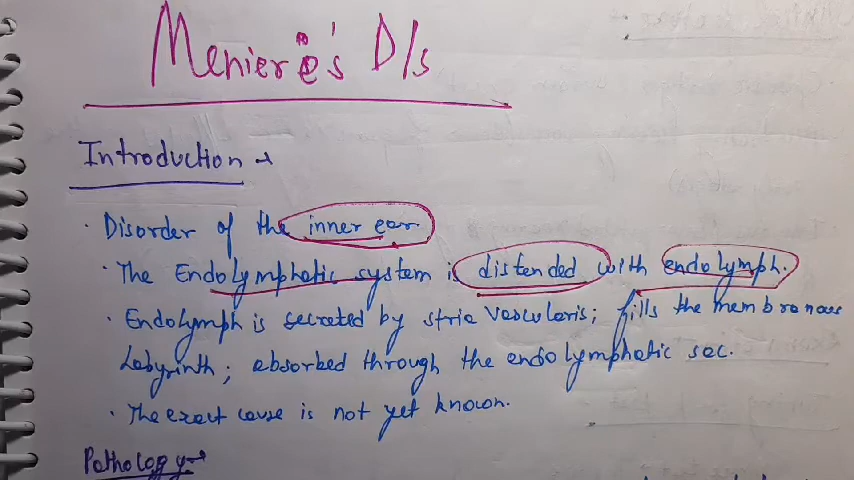 Meniere's D/s
Introduction →
· Disorder of the inner ear.
· The Endolymphatic system is distended with endolymph.
· Endolymph is secreted by stria vascularis; fills the membranous
Labyrinth; absorbed through the endolymphatic sac.
· The exact cause is not yet known.
Pathology →